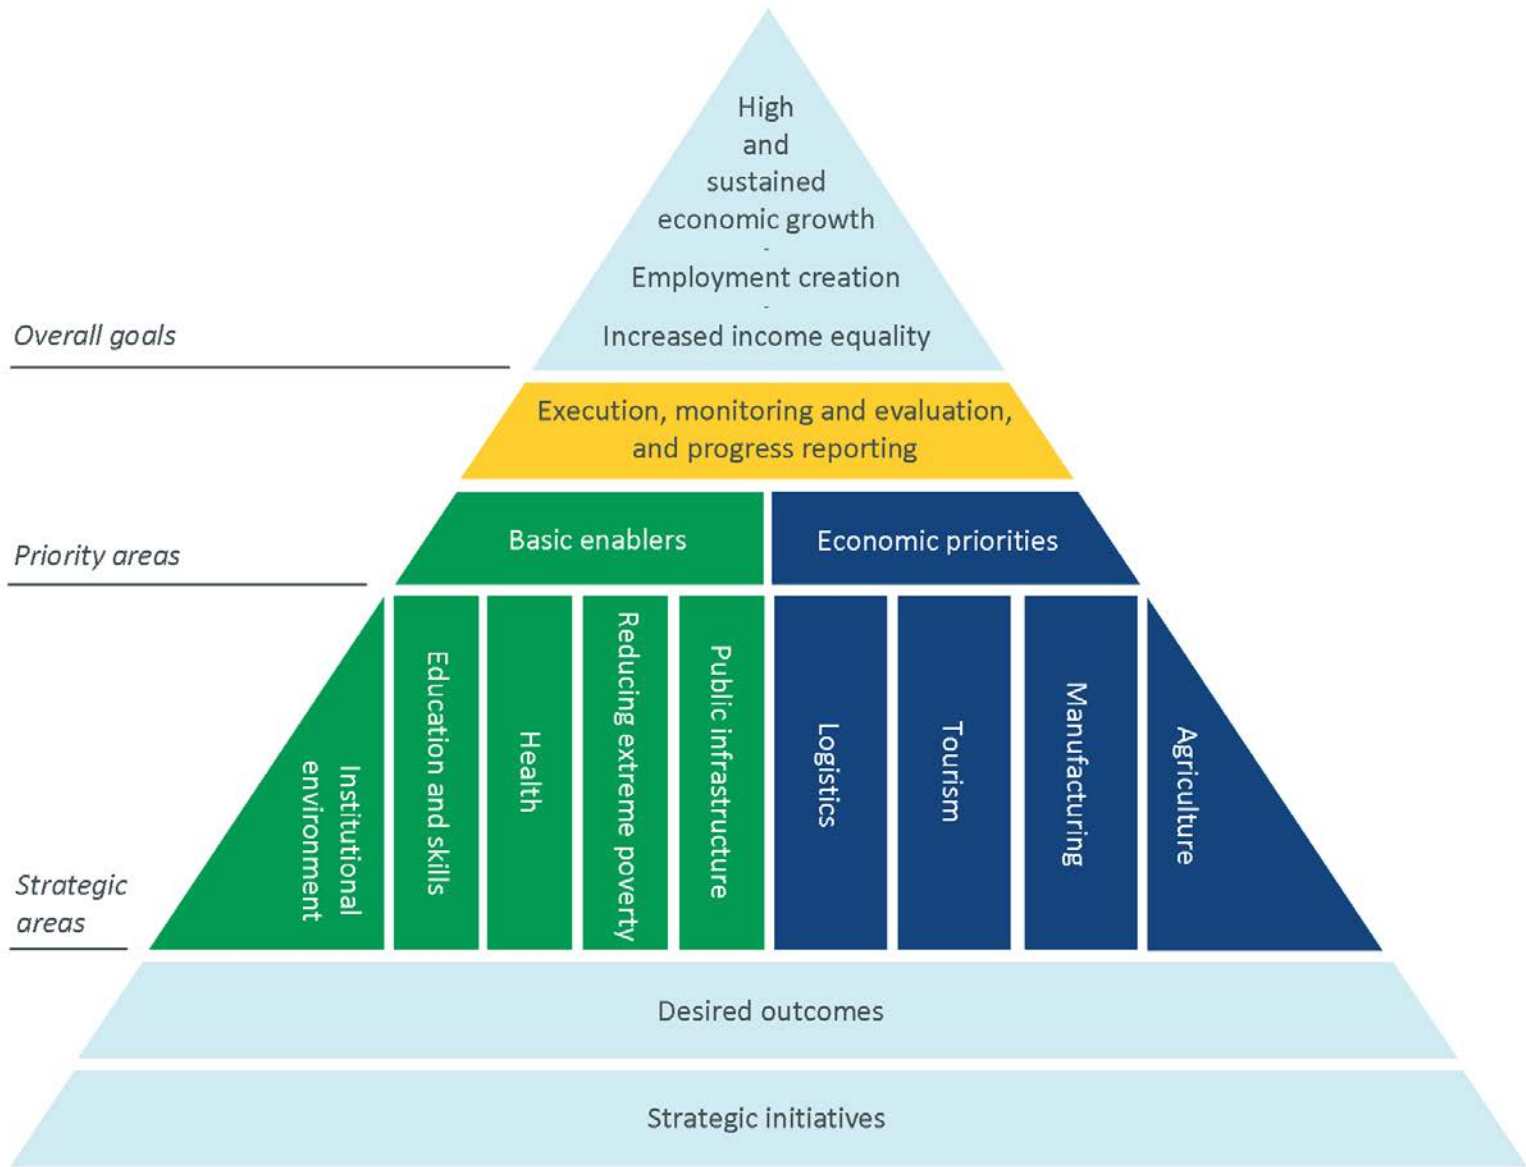 High
and
sustained
economic growth
-
Employment creation
-
Increased income equality
Overall goals
Execution, monitoring and evaluation,
and progress reporting
Basic enablers
Economic priorities
Priority areas
Institutional
environment
Education and skills
Health
Reducing extreme poverty
Public infrastructure
Logistics
Tourism
Manufacturing
Agriculture
Strategic
areas
Desired outcomes
Strategic initiatives